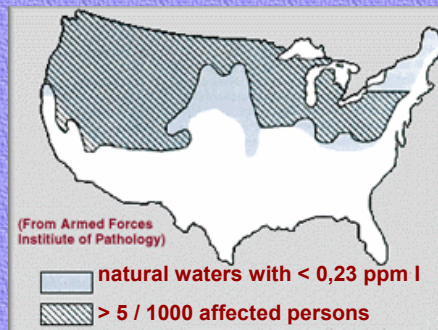 (From Armed Forces
Institiute of Pathology)
natural waters with < 0,23 ppm I
> 5 / 1000 affected persons